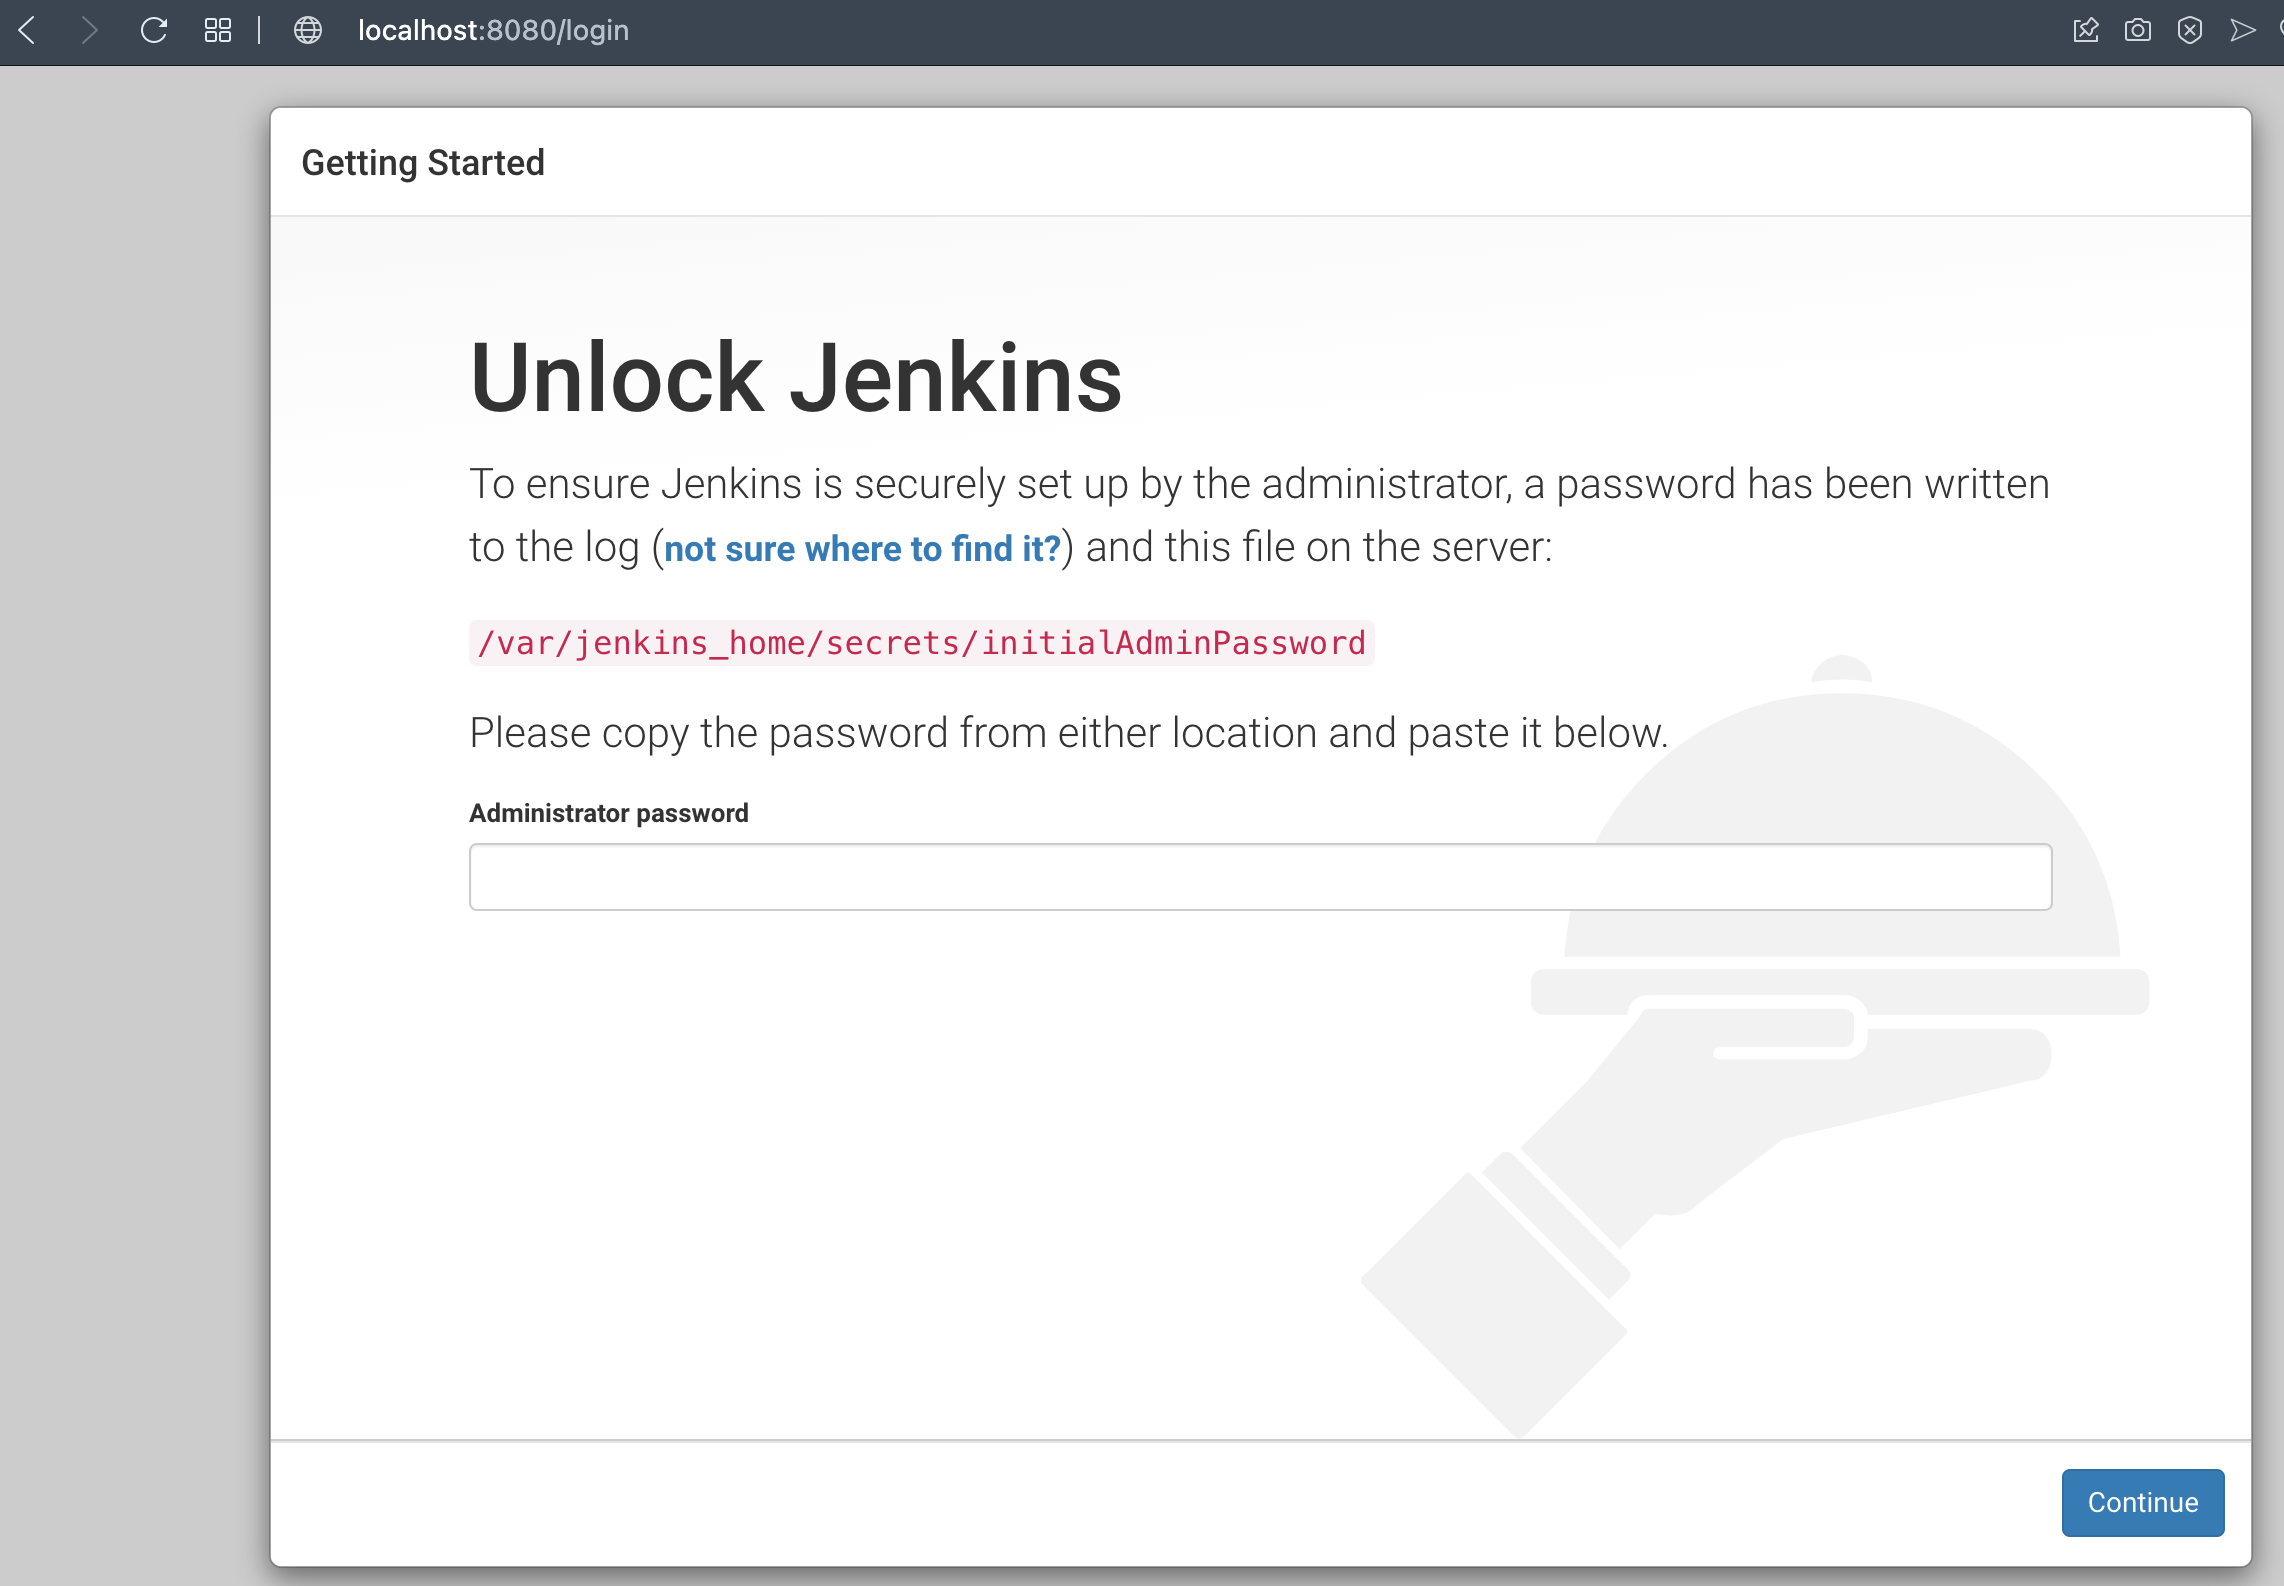 localhost:8080/login
Getting Started
Unlock Jenkins
To ensure Jenkins is securely set up by the administrator, a password has been written
to the log (not sure where to find it?) and this file on the server:
/var/jenkins_home/secrets/initialAdminPassword
Please copy the password from either location and paste it below.
Administrator password
Continue